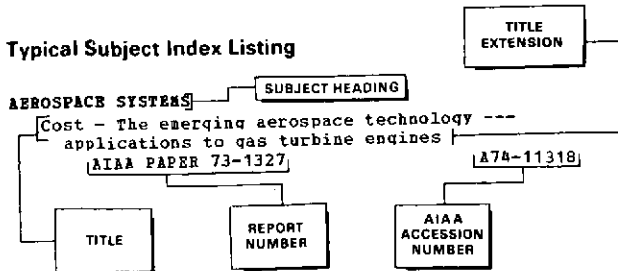 TITLE
EXTENSION
Typical Subject Index Listing
SUBJECT HEADING
AEROSPACE SYSTEMS
Cost - The emerging aerospace technology ---
applications to gas turbine engines
AIAA PAPER 73-1327
A74-11318
TITLE
REPORT
NUMBER
AIAA
ACCESSION
NUMBER